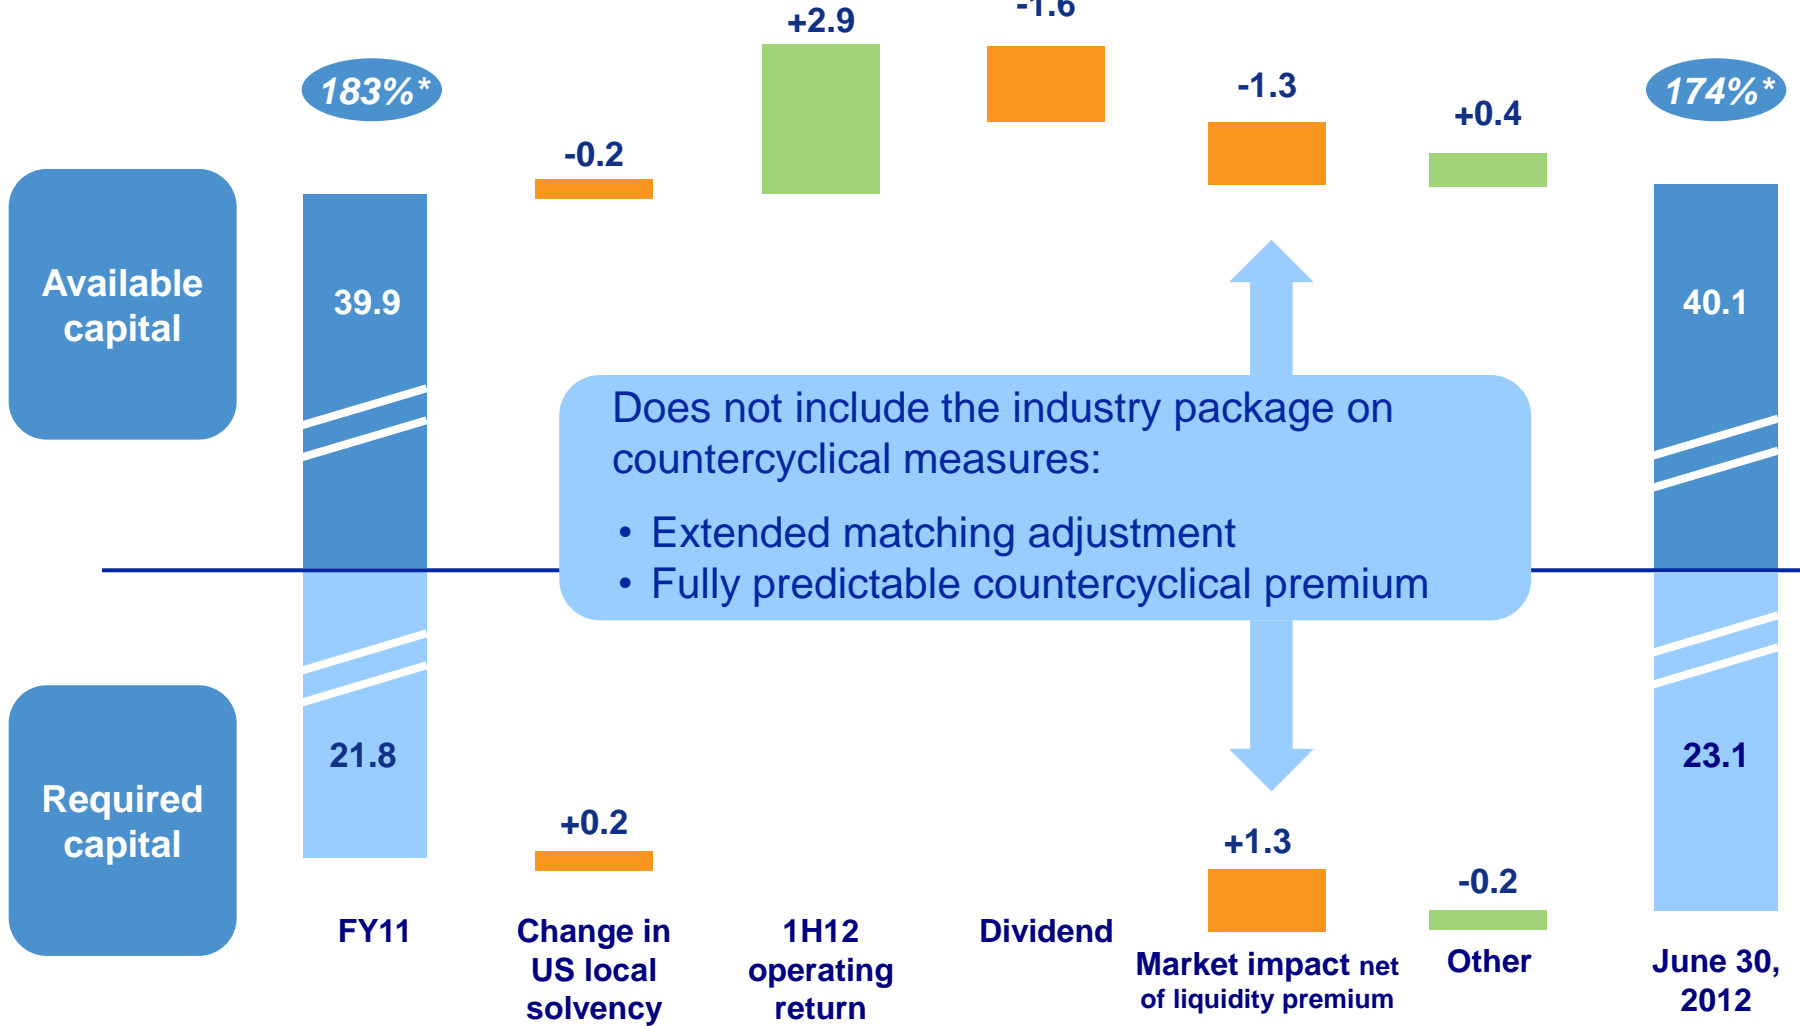 +2.9
-1.6
183%*
-0.2
-1.3
+0.4
174%*
Available
capital
39.9
40.1
Does not include the industry package on
countercyclical measures:
• Extended matching adjustment
• Fully predictable countercyclical premium
Required
capital
21.8
23.1
+0.2
+1.3
-0.2
FY11
Change in
US local
solvency
1H12
operating
return
Dividend
Market impact net
of liquidity premium
Other
June 30,
2012